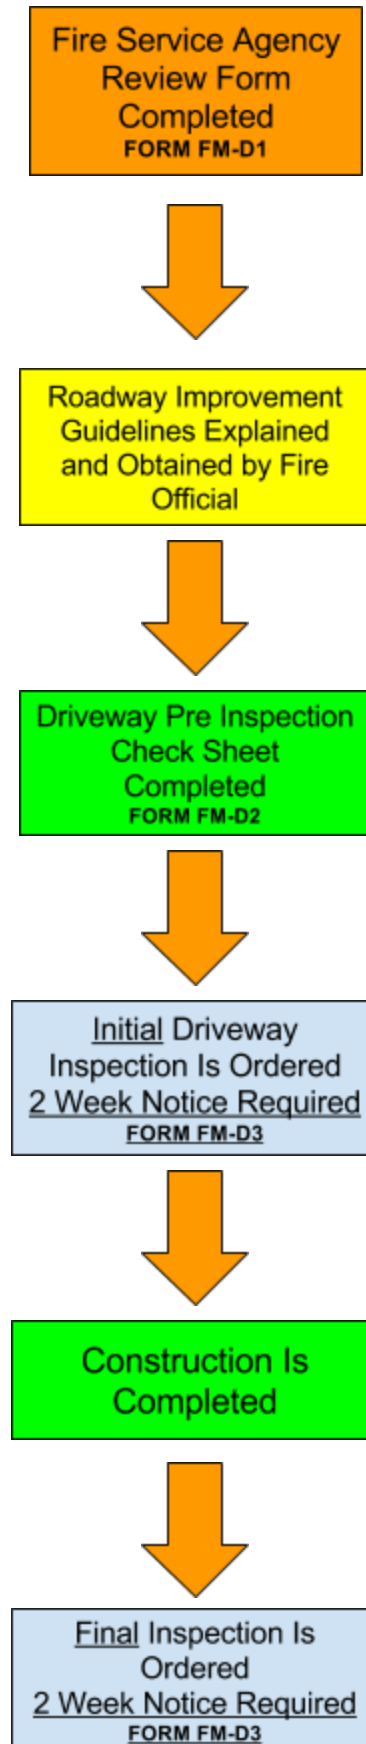 Fire Service Agency
Review Form
Completed
FORM FM-D1
Roadway Improvement
Guidelines Explained
and Obtained by Fire
Official
Driveway Pre Inspection
Check Sheet
Completed
FORM FM-D2
Initial Driveway
Inspection Is Ordered
2 Week Notice Required
FORM FM-D3
Construction Is
Completed
Final Inspection Is
Ordered
2 Week Notice Required
FORM FM-D3